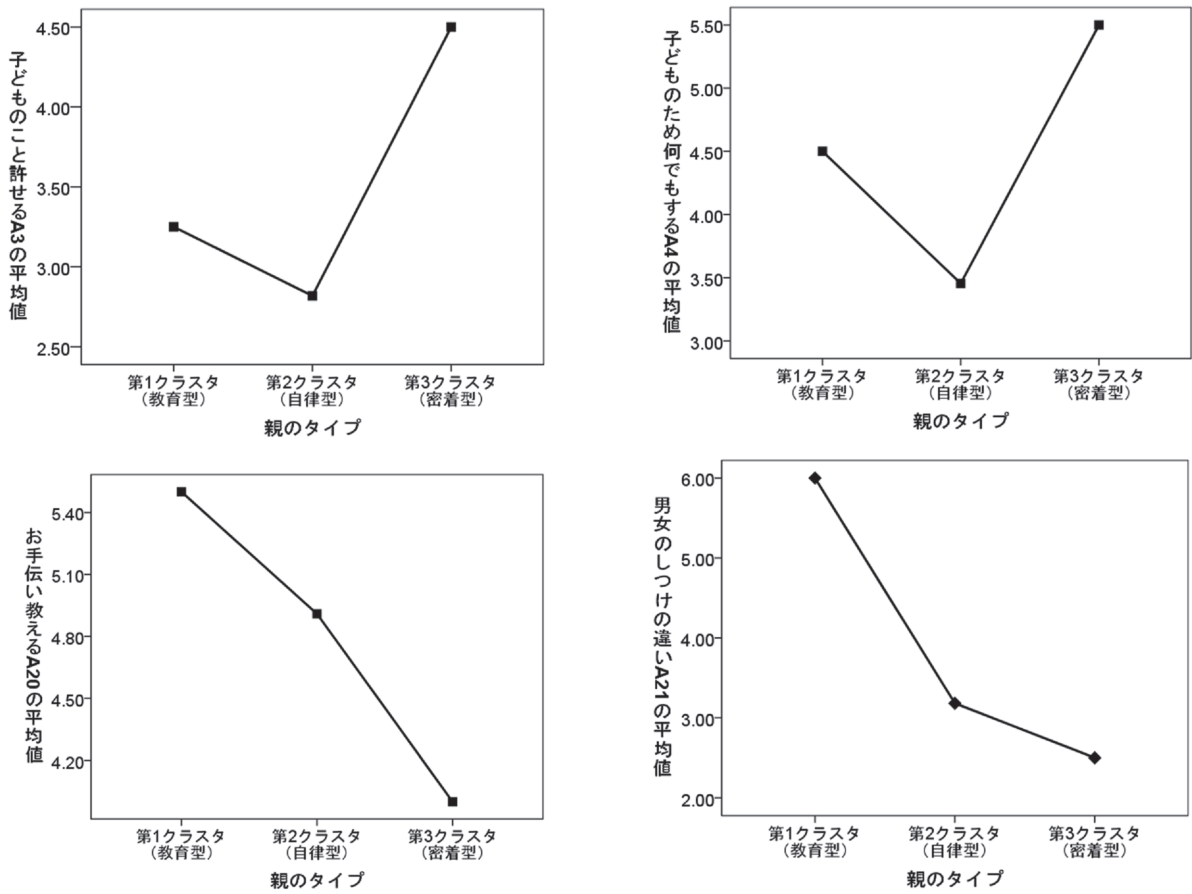 子どものこと許せるA3の平均値
4.50
4.00
3.50
3.00
2.50
第1クラスタ
（教育型）
第2クラスタ
（自律型）
第3クラスタ
（密着型）
親のタイプ
子どものため何でもするA4の平均値
5.50
5.00
4.50
4.00
3.50
3.00
第1クラスタ
（教育型）
第2クラスタ
（自律型）
第3クラスタ
（密着型）
親のタイプ
お手伝い教えるA20の平均値
5.40
5.10
4.80
4.50
4.20
第1クラスタ
（教育型）
第2クラスタ
（自律型）
第3クラスタ
（密着型）
親のタイプ
男女のしつけの違いA21の平均値
6.00
5.00
4.00
3.00
2.00
第1クラスタ
（教育型）
第2クラスタ
（自律型）
第3クラスタ
（密着型）
親のタイプ